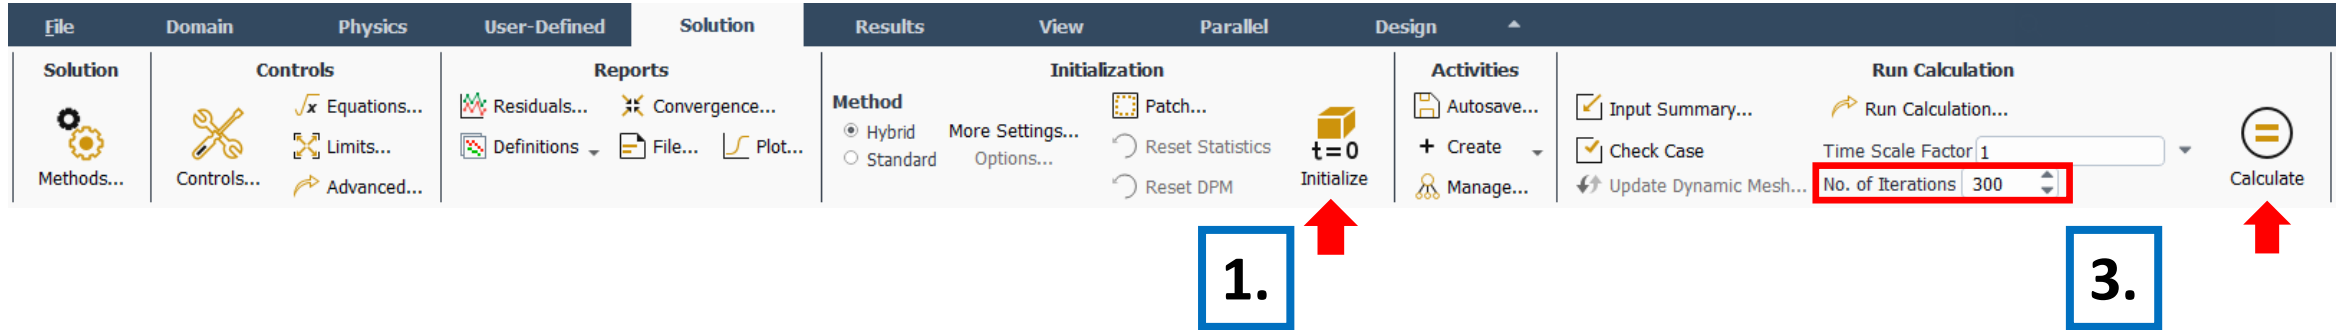 File Domain Physics User-Defined Solution Results View Parallel Design
Solution
Methods...
Controls
Controls...
Equations...
Limits...
Advanced...
Reports
Residuals... Convergence...
Definitions File... Plot...
Initialization
Method
Hybrid
Standard
More Settings...
Options...
Patch...
Reset Statistics
Reset DPM
t=0
Initialize
Activities
Autosave...
+ Create
Manage...
Run Calculation
Input Summary...
Check Case
Update Dynamic Mesh...
Run Calculation...
Time Scale Factor 1
No. of Iterations 300
Calculate
1.
3.